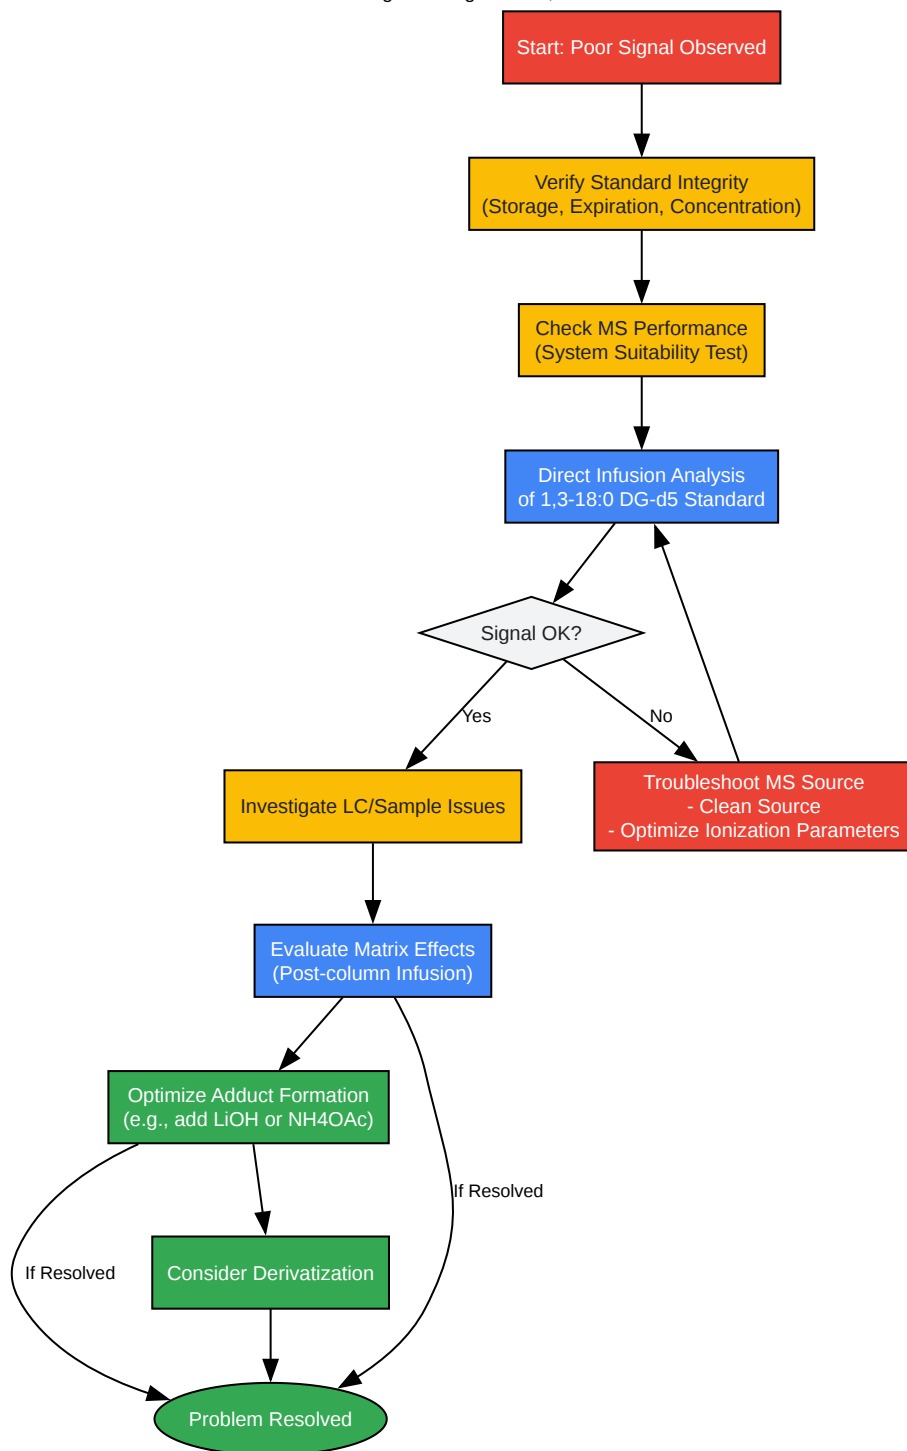 Start: Poor Signal Observed
Verify Standard Integrity
(Storage, Expiration, Concentration)
Check MS Performance
(System Suitability Test)
Direct Infusion Analysis
of 1,3-18:0 DG-d5 Standard
Signal OK?
Yes
No
Investigate LC/Sample Issues
Troubleshoot MS Source
- Clean Source
- Optimize Ionization Parameters
Evaluate Matrix Effects
(Post-column Infusion)
Optimize Adduct Formation
(e.g., add LiOH or NH4OAc)
If Resolved
If Resolved
Consider Derivatization
Problem Resolved